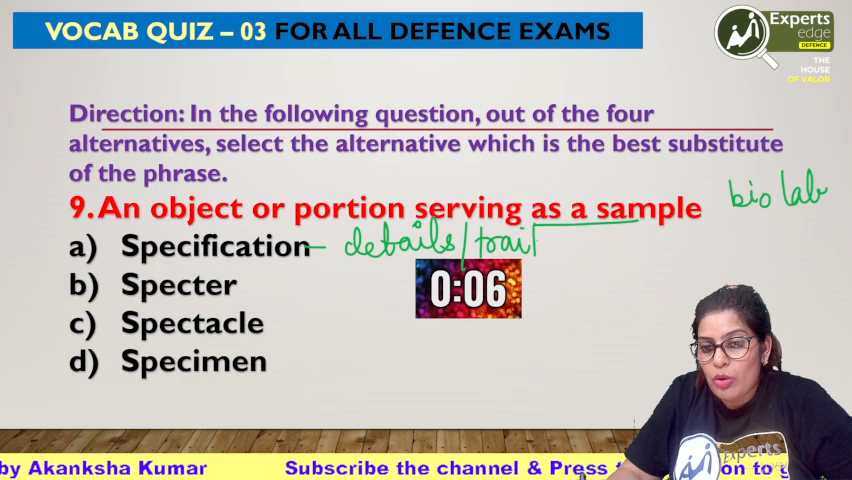 VOCAB QUIZ – 03 FOR ALL DEFENCE EXAMS
Experts
edge
DEFENCE
THE
HOUSE
OF VALOR
Direction: In the following question, out of the four
alternatives, select the alternative which is the best substitute
of the phrase.
9. An object or portion serving as a sample
bio lab
a) Specification – details/trait
0:06
b) Specter
c) Spectacle
d) Specimen
Experts
by Akanksha Kumar Subscribe the channel & Press